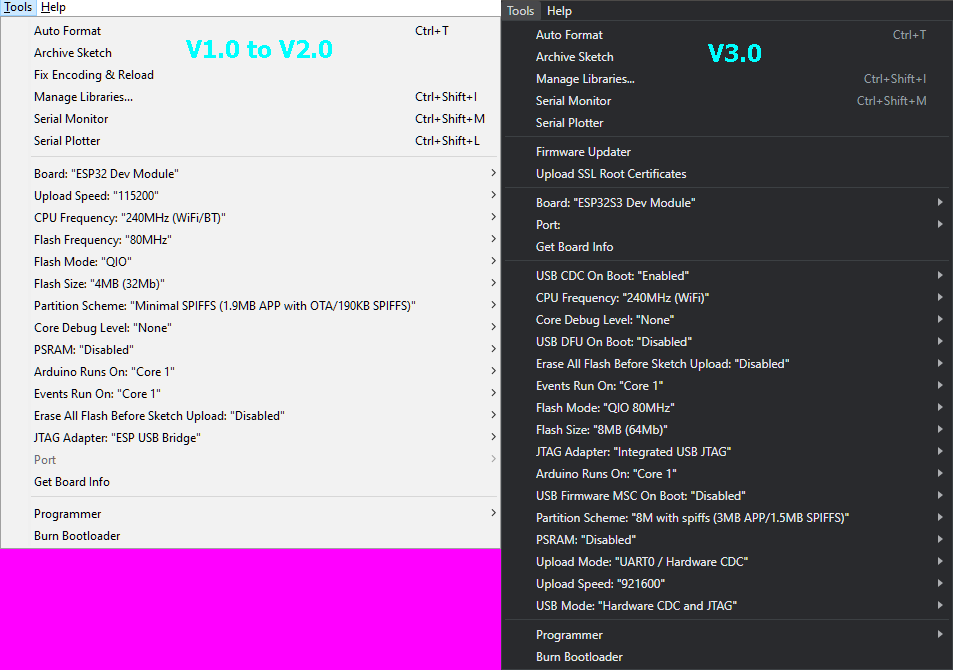 Tools Help
Auto Format Ctrl+T
Archive Sketch
Fix Encoding & Reload
Manage Libraries... Ctrl+Shift+I
Serial Monitor Ctrl+Shift+M
Serial Plotter Ctrl+Shift+L
V1.0 to V2.0
Board: "ESP32 Dev Module"
Upload Speed: "115200"
CPU Frequency: "240MHz (WiFi/BT)"
Flash Frequency: "80MHz"
Flash Mode: "QIO"
Flash Size: "4MB (32Mb)"
Partition Scheme: "Minimal SPIFFS (1.9MB APP with OTA/190KB SPIFFS)"
Core Debug Level: "None"
PSRAM: "Disabled"
Arduino Runs On: "Core 1"
Events Run On: "Core 1"
Erase All Flash Before Sketch Upload: "Disabled"
JTAG Adapter: "ESP USB Bridge"
Port
Get Board Info
Programmer
Burn Bootloader
Tools Help
Auto Format Ctrl+T
Archive Sketch
Manage Libraries... Ctrl+Shift+I
Serial Monitor Ctrl+Shift+M
Serial Plotter
V3.0
Firmware Updater
Upload SSL Root Certificates
Board: "ESP32S3 Dev Module"
Port:
Get Board Info
USB CDC On Boot: "Enabled"
CPU Frequency: "240MHz (WiFi)"
Core Debug Level: "None"
USB DFU On Boot: "Disabled"
Erase All Flash Before Sketch Upload: "Disabled"
Events Run On: "Core 1"
Flash Mode: "QIO 80MHz"
Flash Size: "8MB (64Mb)"
JTAG Adapter: "Integrated USB JTAG"
Arduino Runs On: "Core 1"
USB Firmware MSC On Boot: "Disabled"
Partition Scheme: "8M with spiffs (3MB APP/1.5MB SPIFFS)"
PSRAM: "Disabled"
Upload Mode: "UART0 / Hardware CDC"
Upload Speed: "921600"
USB Mode: "Hardware CDC and JTAG"
Programmer
Burn Bootloader